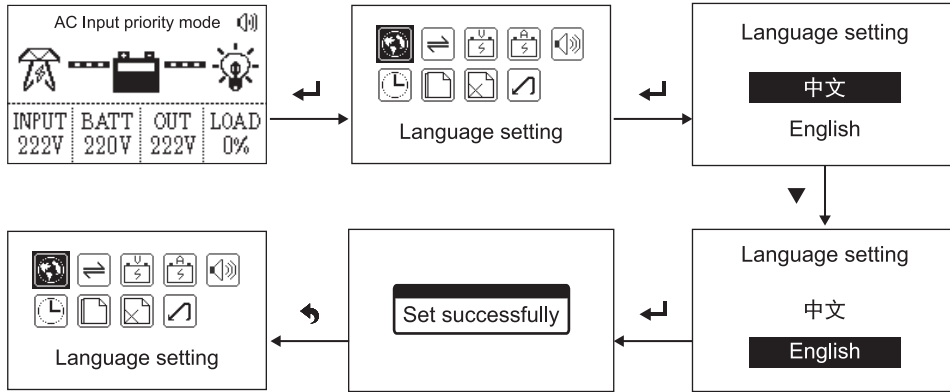 AC Input priority mode
INPUT BATT OUT LOAD
222V 220V 222V 0%
Language setting
Language setting
中文
English
Language setting
中文
English
Set successfully
Language setting